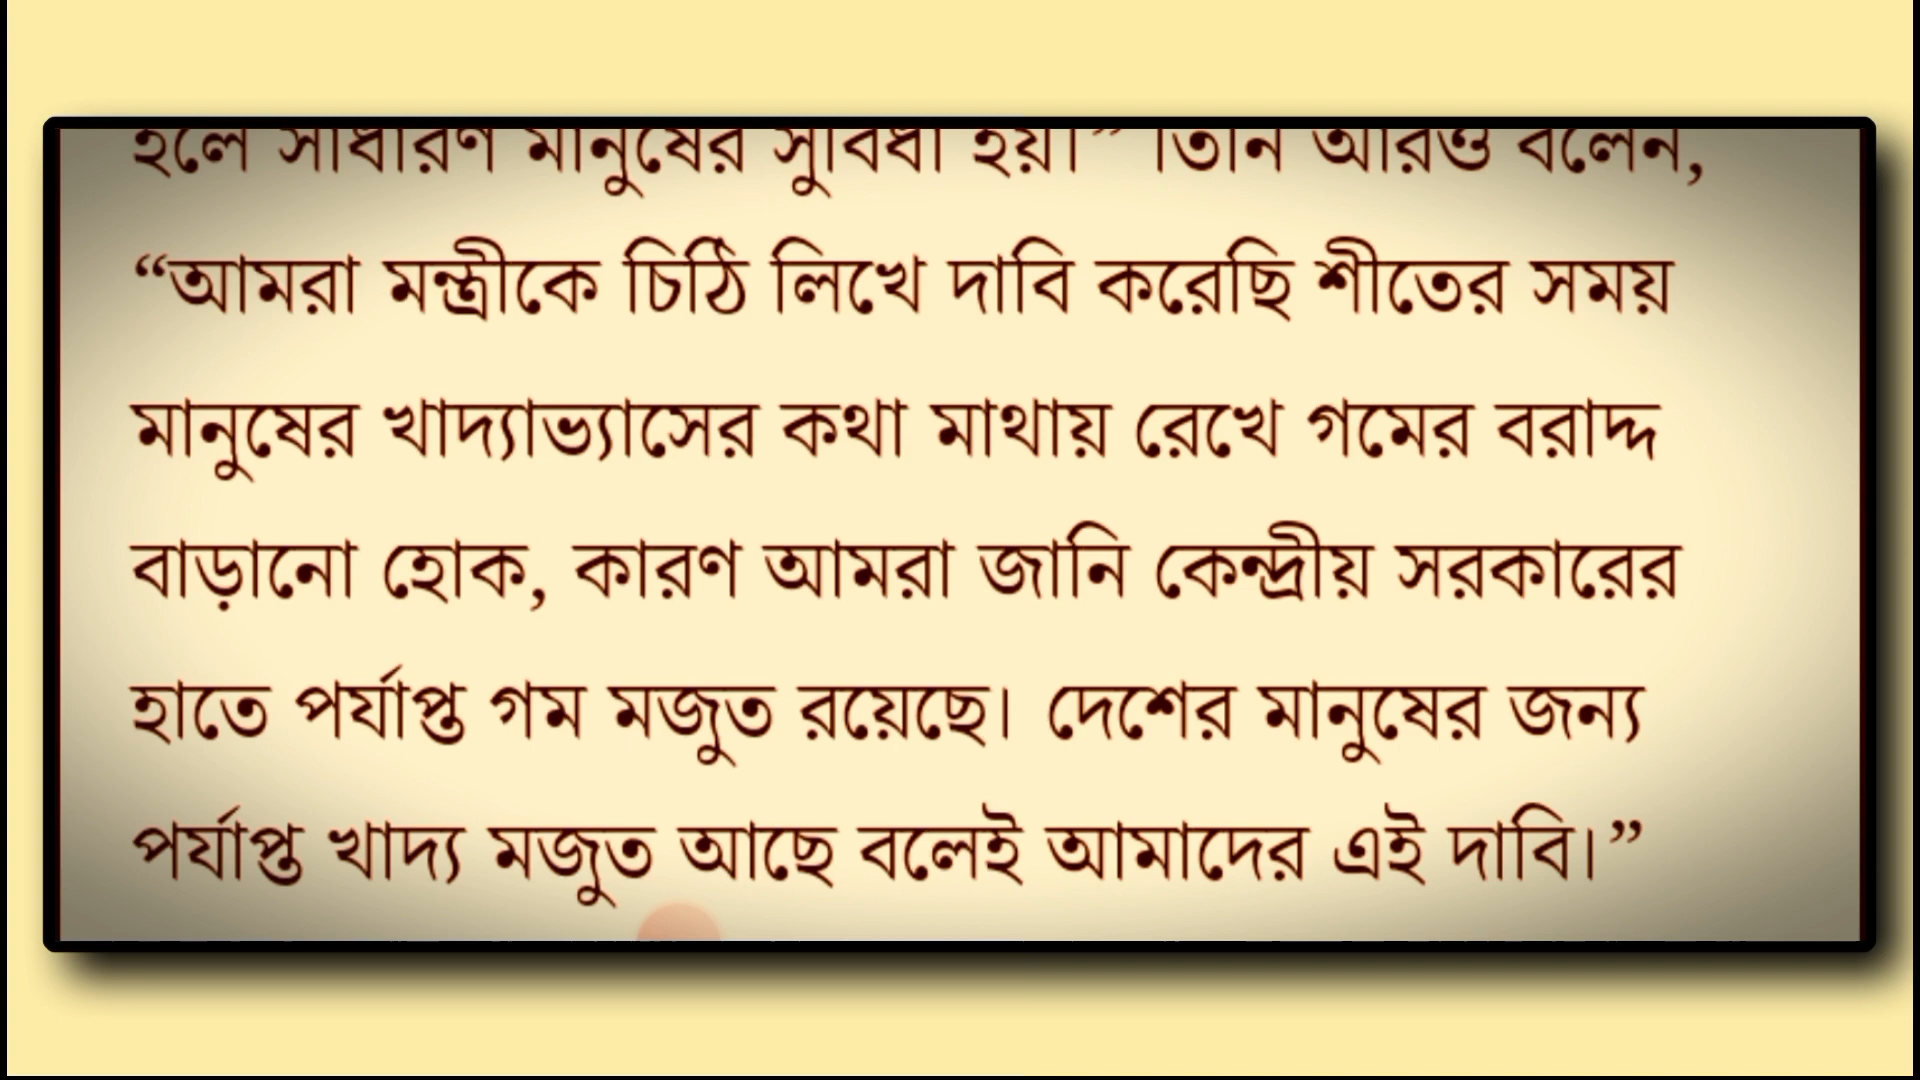 হলে সাধারণ মানুষের সুবিধা হয়।” তিনি আরও বলেন,
“আমরা মন্ত্রীকে চিঠি লিখে দাবি করেছি শীতের সময়
মানুষের খাদ্যাভ্যাসের কথা মাথায় রেখে গমের বরাদ্দ
বাড়ানো হোক, কারণ আমরা জানি কেন্দ্রীয় সরকারের
হাতে পর্যাপ্ত গম মজুত রয়েছে। দেশের মানুষের জন্য
পর্যাপ্ত খাদ্য মজুত আছে বলেই আমাদের এই দাবি।”